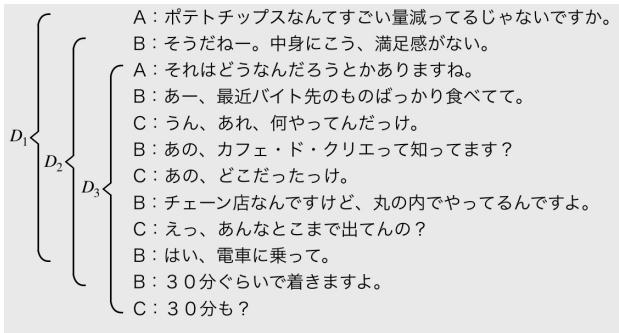 A：ポテトチップスなんてすごい量減ってるじゃないですか。
B：そうだねー。中身にこう、満足感がない。
A：それはどうなんだろうとかありますね。
B：あー、最近バイト先のものばっかり食べてて。
C：うん、あれ、何やってんだっけ。
B：あの、カフェ・ド・クリエって知ってます？
C：あの、どこだったっけ。
B：チェーン店なんですけど、丸の内でやってるんですよ。
C：えっ、あんなとこまで出てんの？
B：はい、電車に乗って。
B：３０分ぐらいで着きますよ。
C：３０分も？
D1
D2
D3